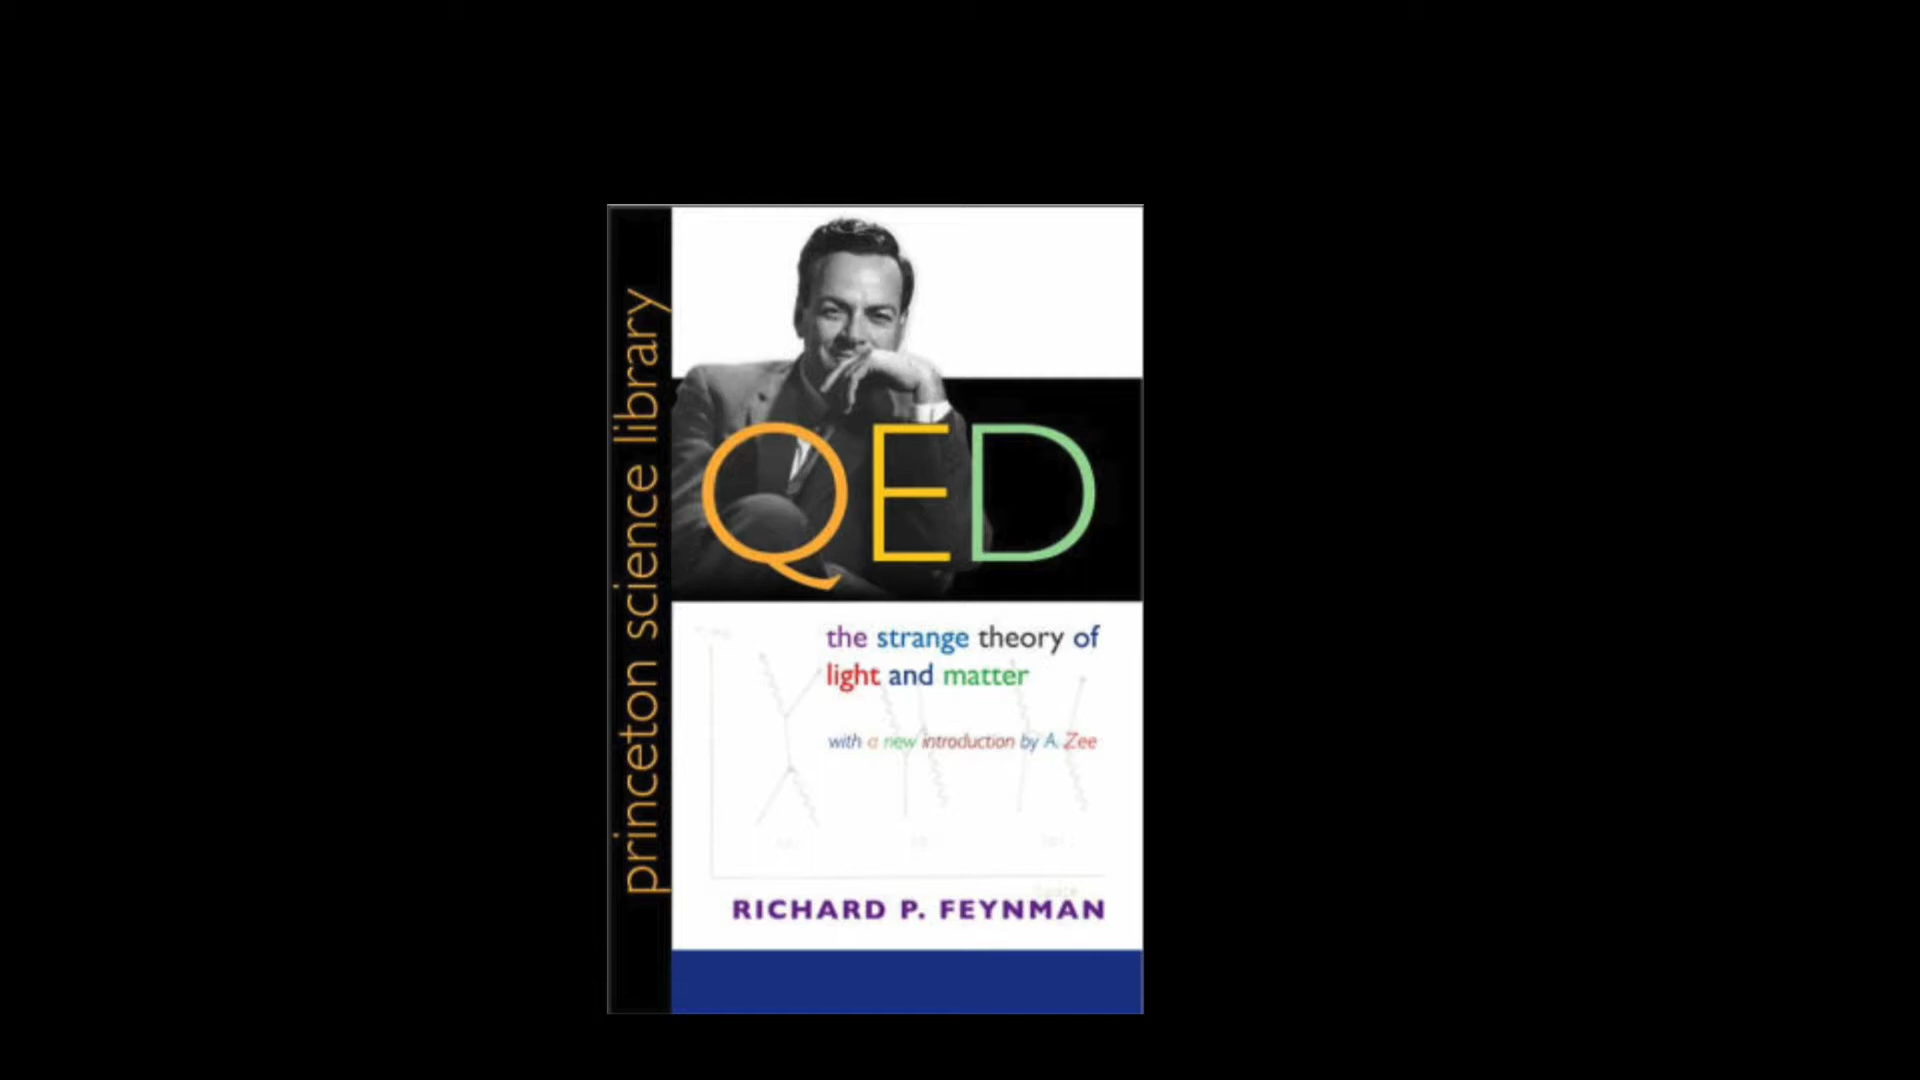 princeton science library
QED
the strange theory of
light and matter
with a new introduction by A. Zee
RICHARD P. FEYNMAN